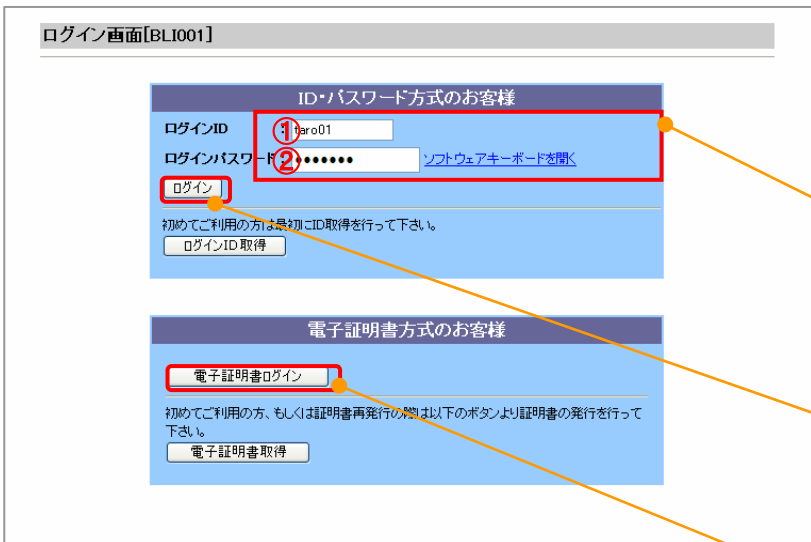 ログイン画面[BLI001]
ID・パスワード方式のお客様
ログインID : ① taro01
ログインパスワード : ② ●●●●●●● ソフトウェアキーボードを開く
ログイン
初めてご利用の方は最初にID取得を行って下さい。
ログインID取得
電子証明書方式のお客様
電子証明書ログイン
初めてご利用の方、もしくは証明書再発行の際は以下のボタンより証明書の発行を行って
下さい。
電子証明書取得